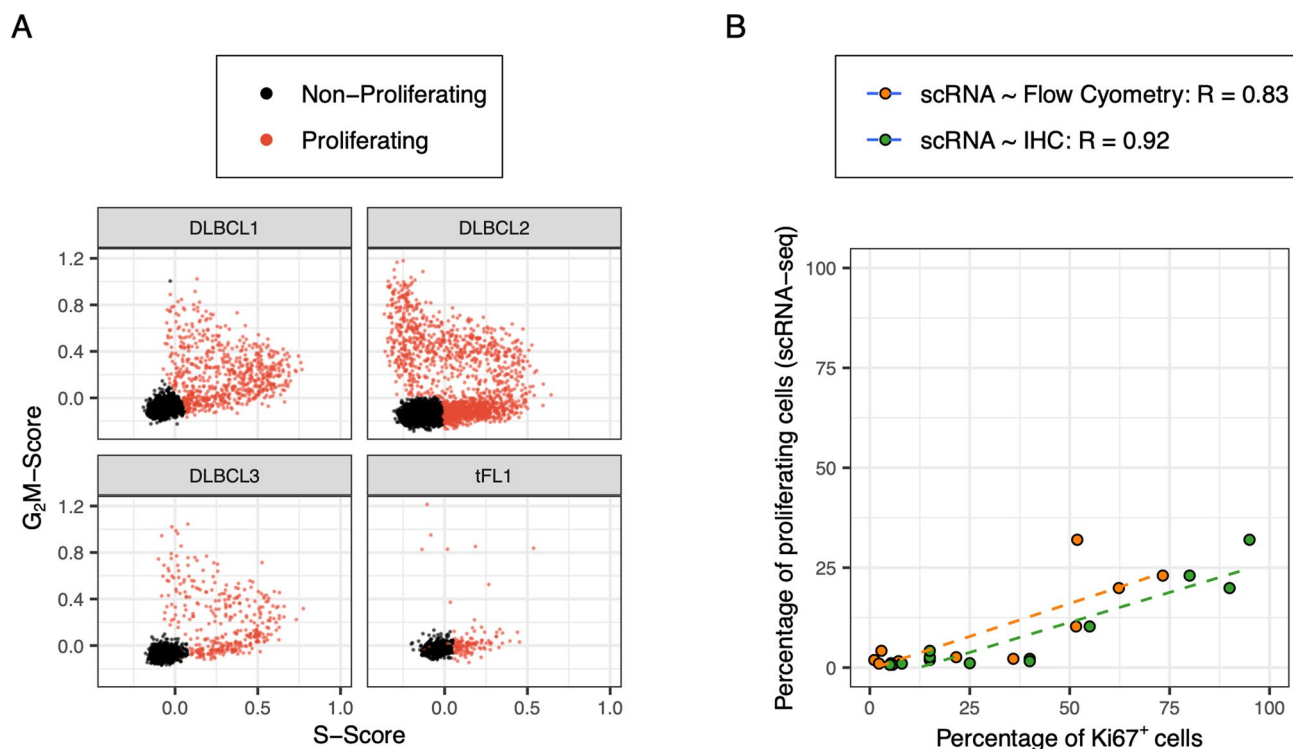 A
Non−Proliferating
Proliferating
DLBCL1
DLBCL2
1.2
0.8
0.4
0.0
DLBCL3
tFL1
1.2
0.8
0.4
0.0
0.0 0.5 1.0 0.0 0.5 1.0
S−Score
G₂M−Score
B
scRNA ~ Flow Cyometry: R = 0.83
scRNA ~ IHC: R = 0.92
Percentage of proliferating cells (scRNA−seq)
100
75
50
25
0
0 25 50 75 100
Percentage of Ki67⁺ cells